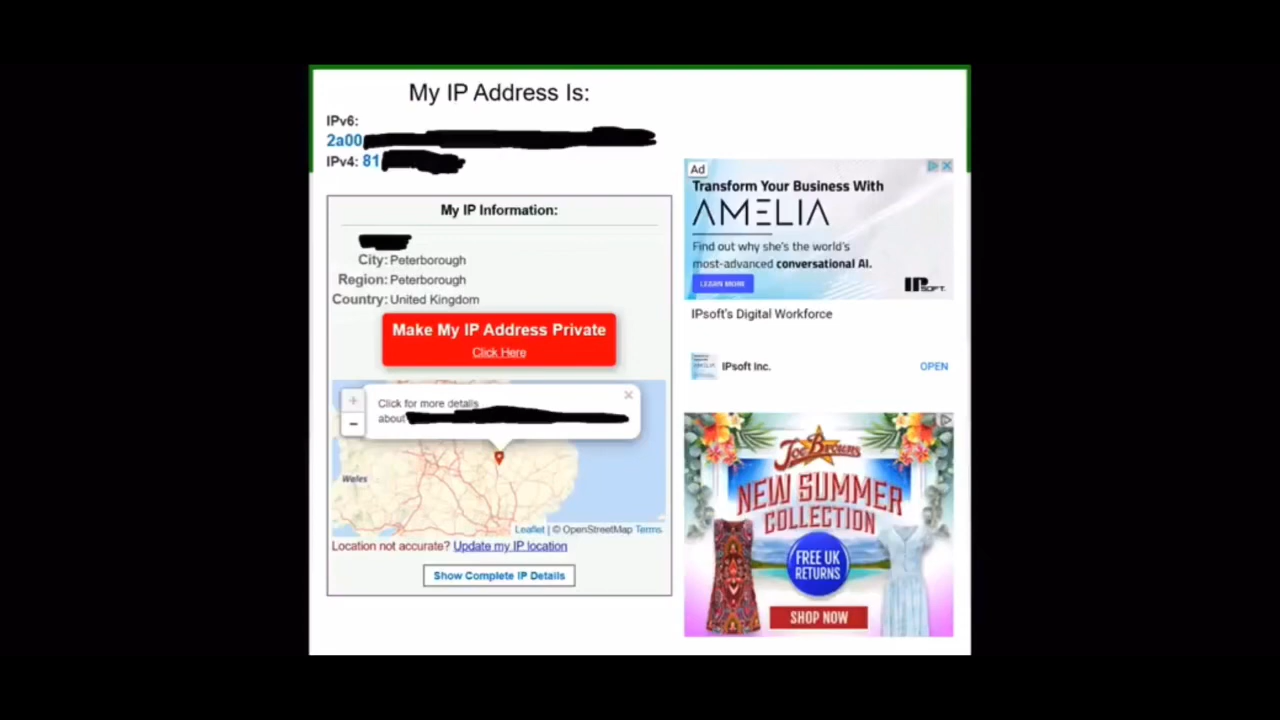 My IP Address Is:
IPv6:
2a00
IPv4: 81
My IP Information:
City: Peterborough
Region: Peterborough
Country: United Kingdom
Make My IP Address Private
Click Here
+
×
Click for more details
about
−
Wales
Leaflet | © OpenStreetMap Terms
Location not accurate? Update my IP location
Show Complete IP Details
Ad
Transform Your Business With
AMELIA
Find out why she's the world's
most-advanced conversational AI.
LEARN MORE
IPSOFT.
IPsoft's Digital Workforce
IPsoft Inc.
OPEN
Joe Browns
NEW SUMMER
COLLECTION
FREE UK
RETURNS
SHOP NOW